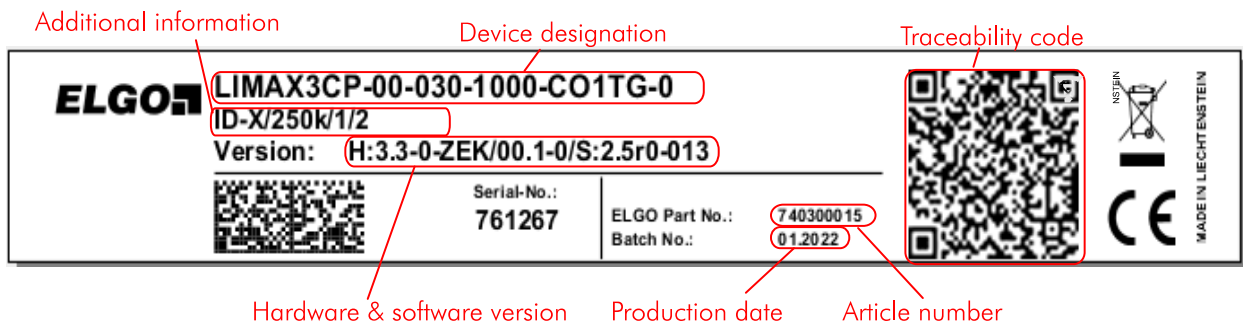 Additional information
Device designation
Traceability code
ELGO
LIMAX3CP-00-030-1000-CO1TG-0
ID-X/250k/1/2
Version: H:3.3-0-ZEK/00.1-0/S:2.5r0-013
Serial-No.:
761267
ELGO Part No.: 740300015
Batch No.: 01.2022
NSTEIN
CE
MADE IN LIECHTENSTEIN
Hardware & software version
Production date
Article number